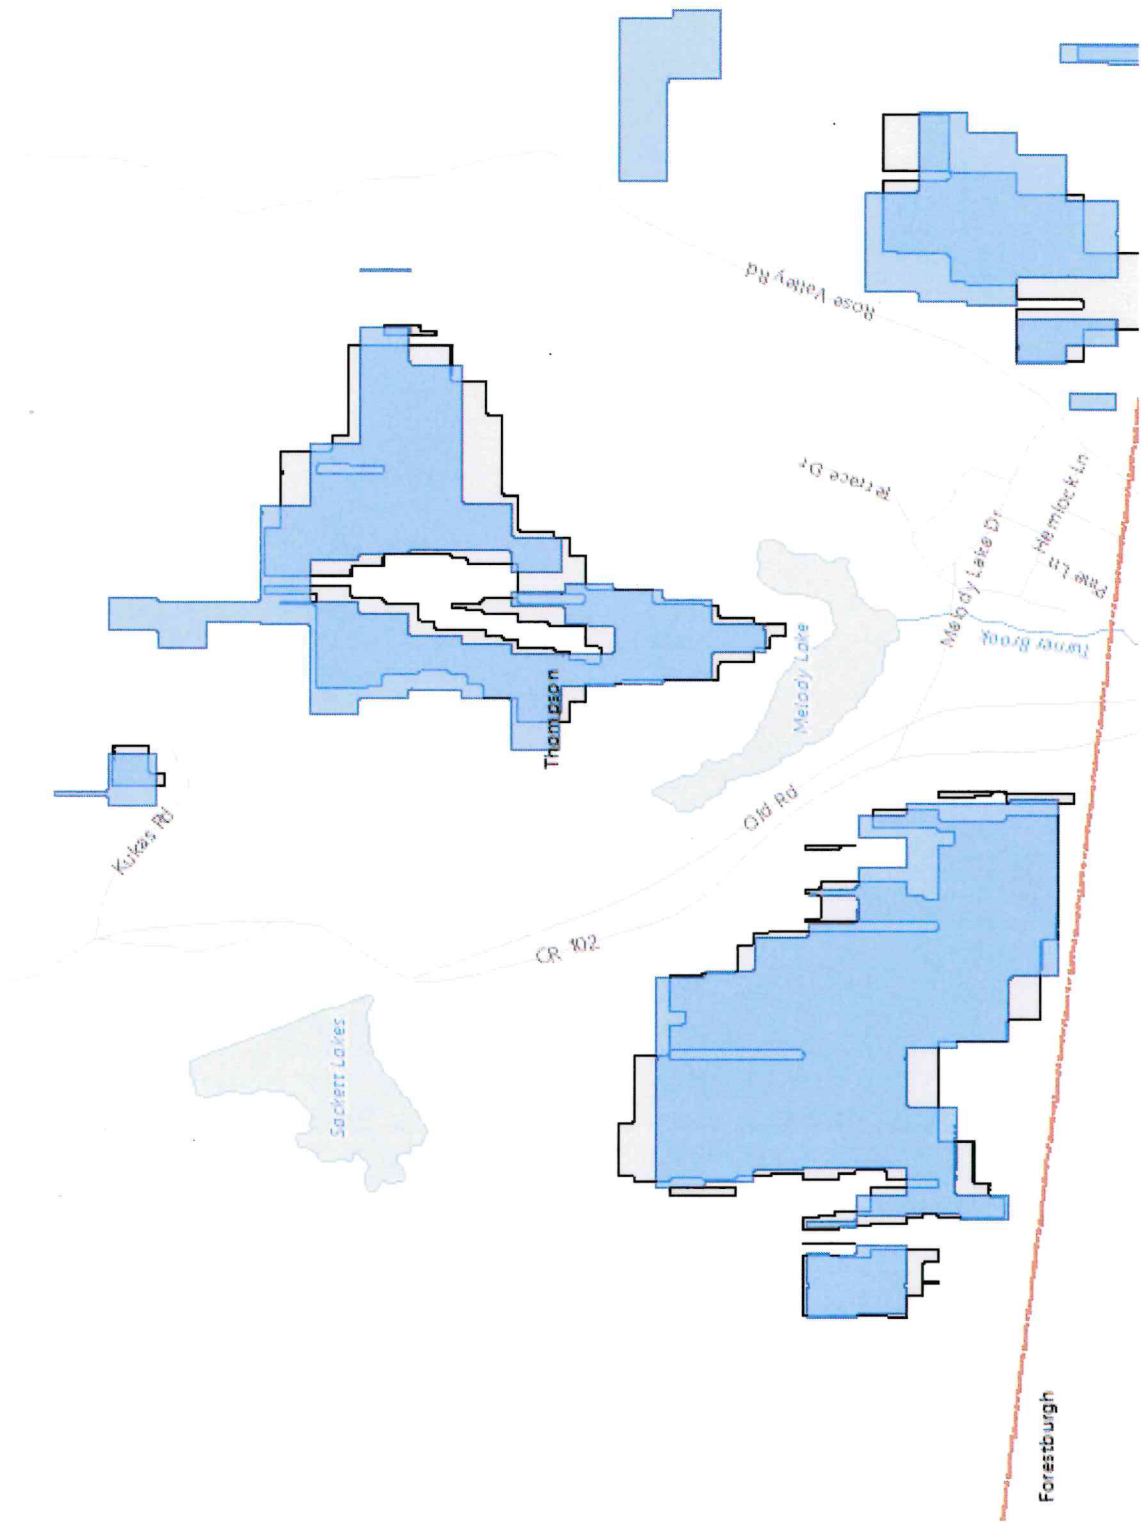 Rose Valley Rd
Terrace Dr
Hemlock Ln
Melody Lake Dr
Lake Ln
Turner Brook
Melody Lake
Thompson
Kukas Rd
Old Rd
CR 102
Sackett Lakes
Forestburgh